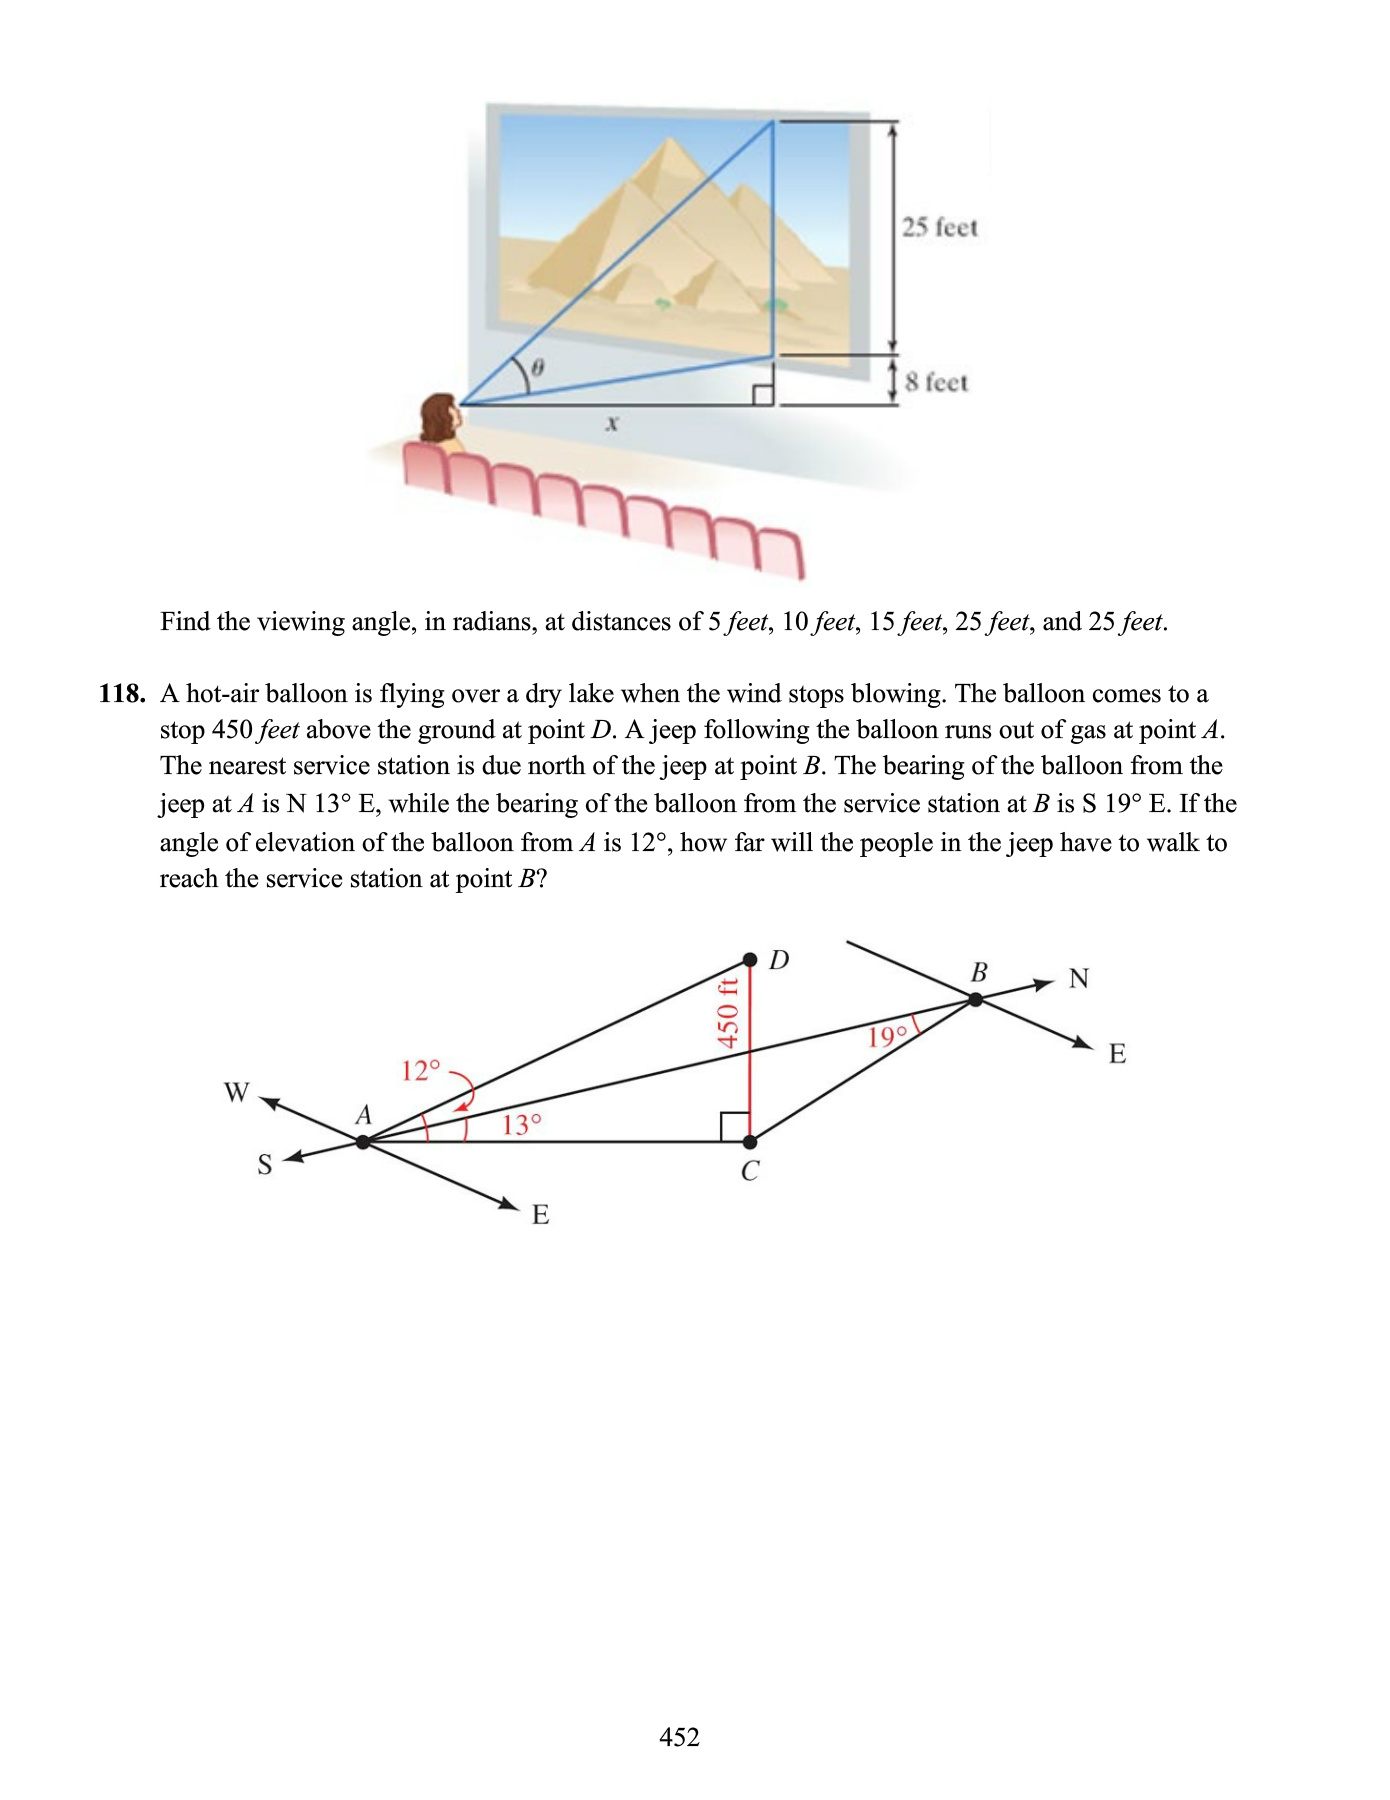 25 feet
θ
8 feet
x
Find the viewing angle, in radians, at distances of 5 feet, 10 feet, 15 feet, 25 feet, and 25 feet.
118. A hot-air balloon is flying over a dry lake when the wind stops blowing. The balloon comes to a
stop 450 feet above the ground at point D. A jeep following the balloon runs out of gas at point A.
The nearest service station is due north of the jeep at point B. The bearing of the balloon from the
jeep at A is N 13° E, while the bearing of the balloon from the service station at B is S 19° E. If the
angle of elevation of the balloon from A is 12°, how far will the people in the jeep have to walk to
reach the service station at point B?
D
B
N
450 ft
19°
E
12°
W
A
13°
S
C
E
452